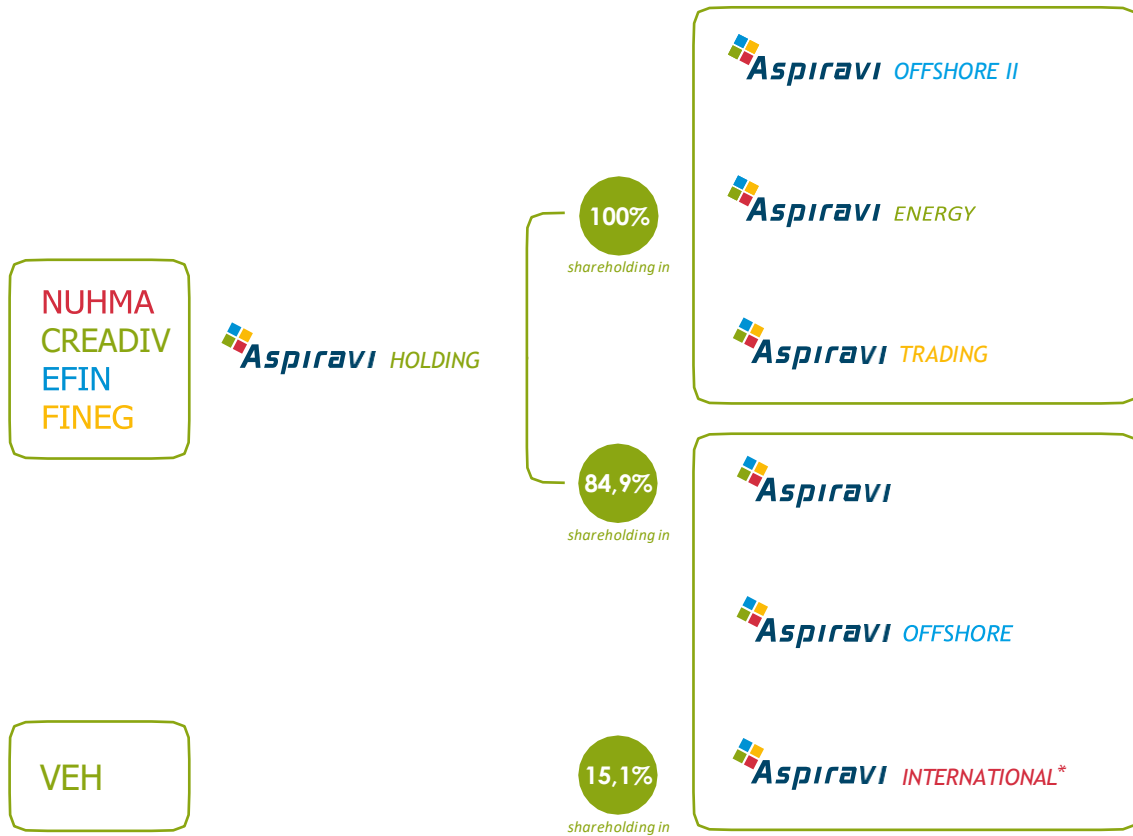 NUHMA
CREADIV
EFIN
FINEG
Aspiravi HOLDING
100%
shareholding in
Aspiravi OFFSHORE II
Aspiravi ENERGY
Aspiravi TRADING
84,9%
shareholding in
Aspiravi
Aspiravi OFFSHORE
Aspiravi INTERNATIONAL*
VEH
15,1%
shareholding in